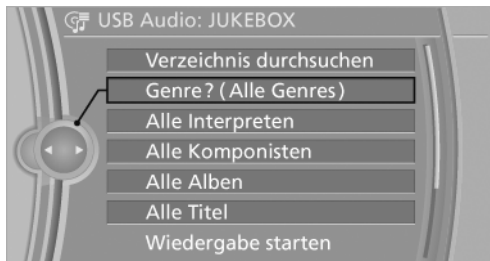 USB Audio: JUKEBOX
Verzeichnis durchsuchen
Genre? (Alle Genres)
Alle Interpreten
Alle Komponisten
Alle Alben
Alle Titel
Wiedergabe starten